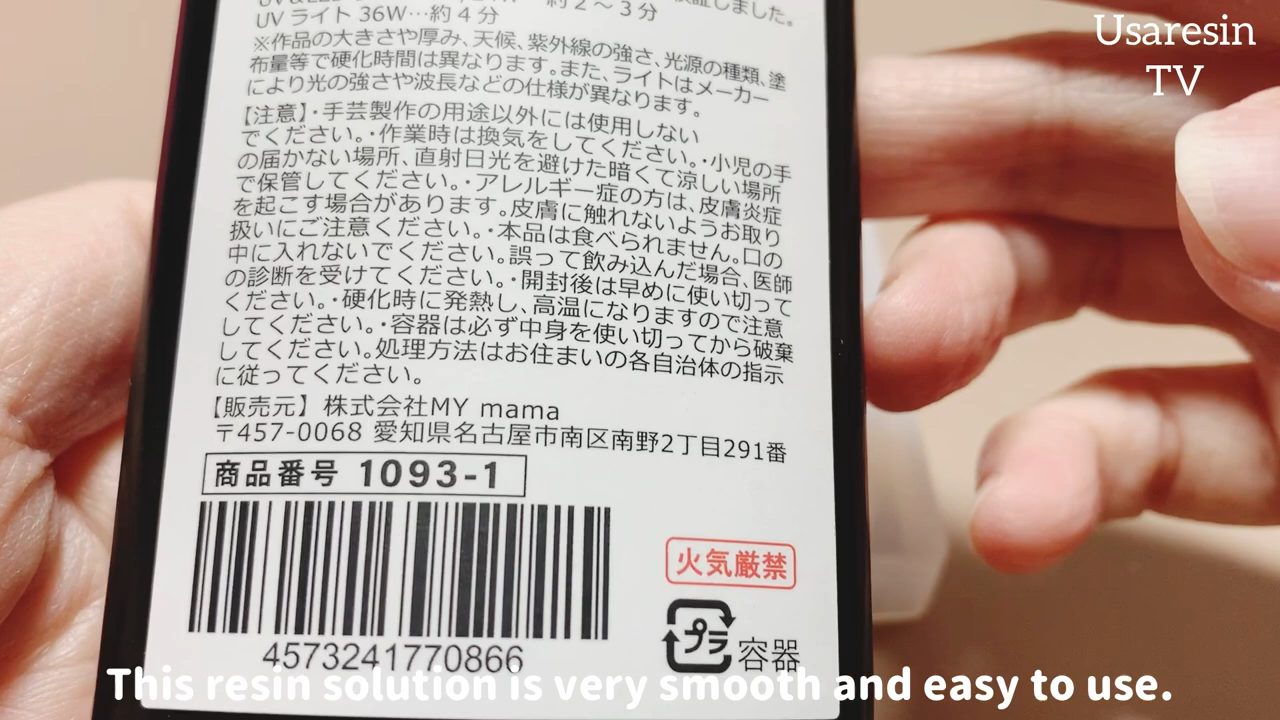 約2～3分
しました。
UV ライト 36W…約4分
※作品の大きさや厚み、天候、紫外線の強さ、光源の種類、塗
布量等で硬化時間は異なります。また、ライトはメーカー
により光の強さや波長などの仕様が異なります。
【注意】・手芸製作の用途以外には使用しない
でください。・作業時は換気をしてください。・小児の手
の届かない場所、直射日光を避けた暗くて涼しい場所
で保管してください。・アレルギー症の方は、皮膚炎症
を起こす場合があります。皮膚に触れないようお取り
扱いにご注意ください。・本品は食べられません。口の
中に入れないでください。誤って飲み込んだ場合、医師
の診断を受けてください。・開封後は早めに使い切って
ください。・硬化時に発熱し、高温になりますので注意
してください。・容器は必ず中身を使い切ってから破棄
してください。処理方法はお住まいの各自治体の指示
に従ってください。
【販売元】 株式会社MY mama
〒457-0068 愛知県名古屋市南区南野2丁目291番
商品番号 1093-1
4573241770866
火気厳禁
プラ
容器
Usaresin
TV
This resin solution is very smooth and easy to use.